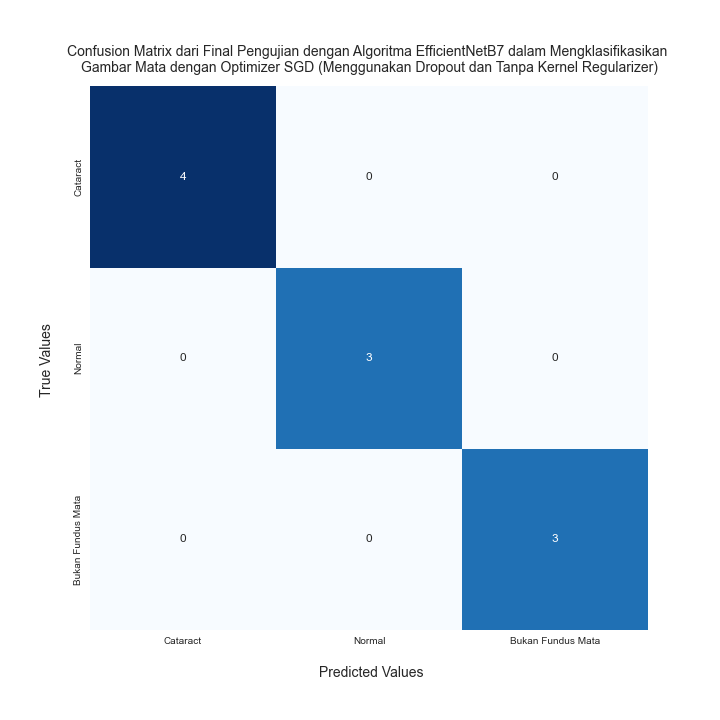 Confusion Matrix dari Final Pengujian dengan Algoritma EfficientNetB7 dalam Mengklasifikasikan
Gambar Mata dengan Optimizer SGD (Menggunakan Dropout dan Tanpa Kernel Regularizer)
True Values
Cataract
4
0
0
Normal
0
3
0
Bukan Fundus Mata
0
0
3
Cataract
Normal
Bukan Fundus Mata
Predicted Values